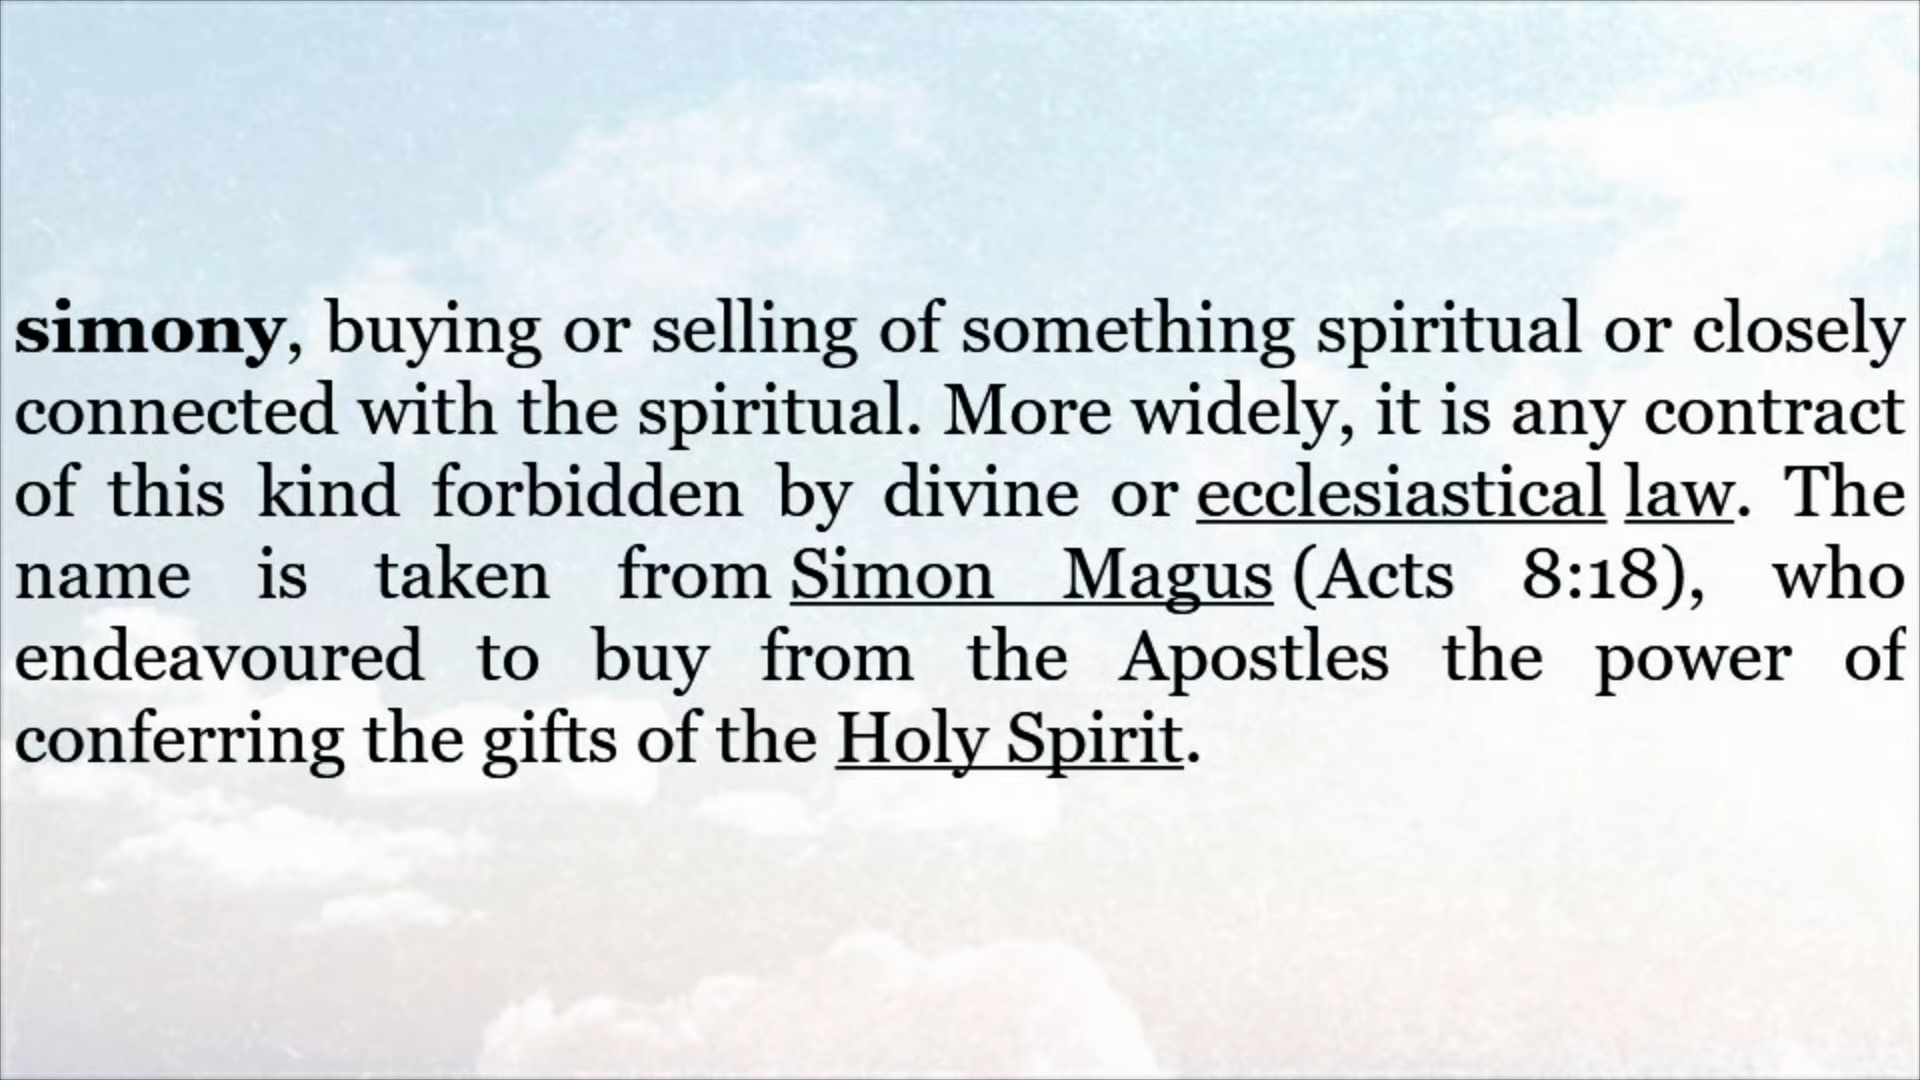 simony, buying or selling of something spiritual or closely
connected with the spiritual. More widely, it is any contract
of this kind forbidden by divine or ecclesiastical law. The
name is taken from Simon Magus (Acts 8:18), who
endeavoured to buy from the Apostles the power of
conferring the gifts of the Holy Spirit.